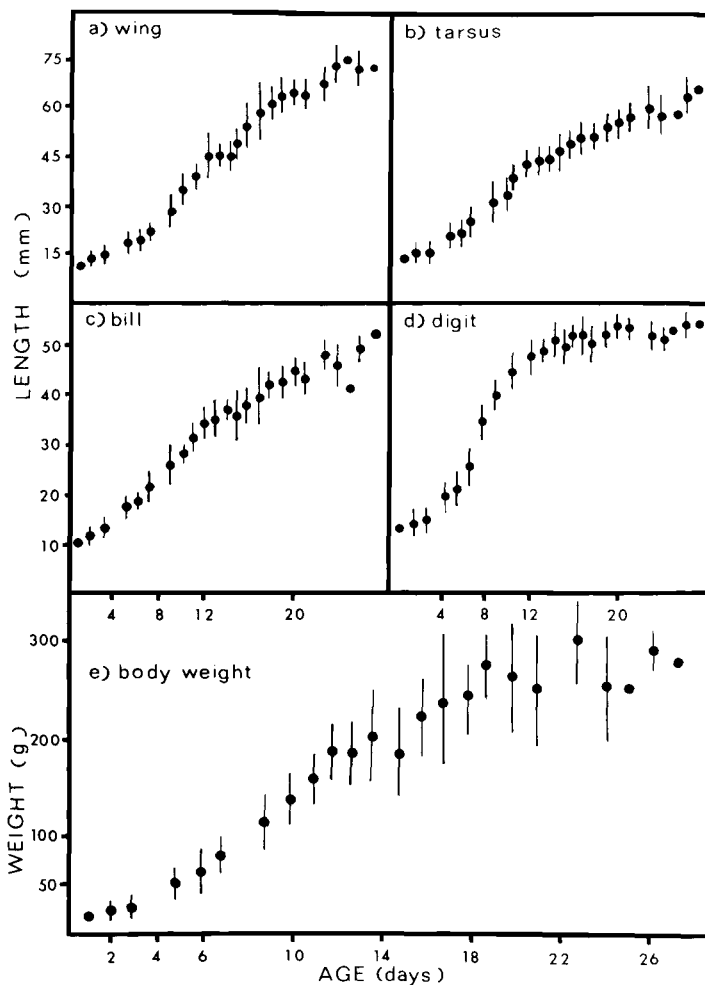 a) wing
b) tarsus
75
60
45
30
15
c) bill
d) digit
50
40
30
20
10
LENGTH (mm)
4 8 12 20 4 8 12 20
e) body weight
300
200
100
50
WEIGHT (g)
2 4 6 10 14 18 22 26
AGE (days)